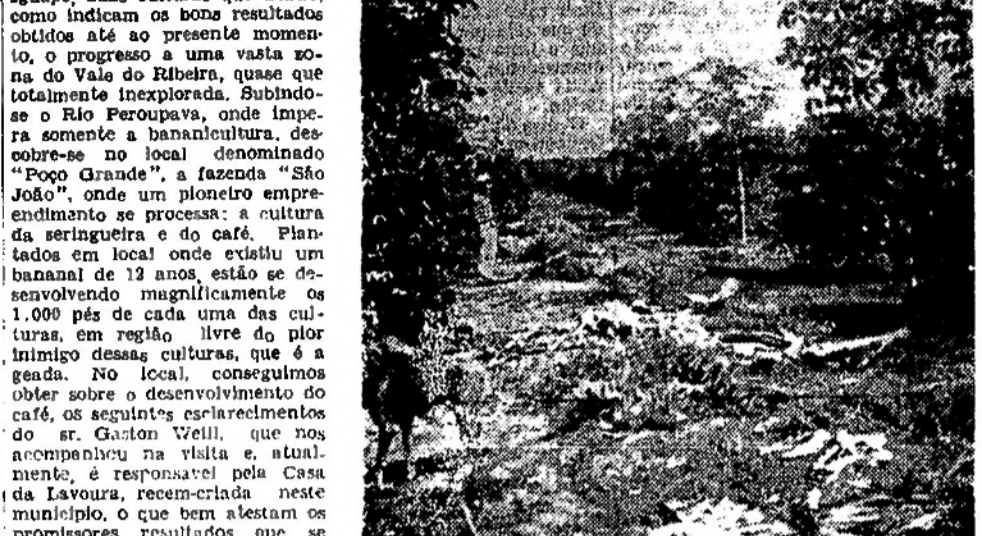 como indicam os bons resultados
obtidos até ao presente momen-
to, o progresso a uma vasta zo-
na do Vale do Ribeira, quase que
totalmente inexplorada. Subindo-
se o Rio Peroupava, onde impe-
ra somente a bananicultura, des-
cobre-se no local denominado
"Poço Grande", a fazenda "São
João", onde um pioneiro empre-
endimento se processa: a cultura
da seringueira e do café. Plan-
tados em local onde existiu um
bananal de 12 anos, estão se de-
senvolvendo magnificamente os
1.000 pés de cada uma das cul-
turas, em região livre do pior
inimigo dessas culturas, que é a
geada. No local, conseguimos
obter sobre o desenvolvimento do
café, os seguintes esclarecimentos
do sr. Gaston Weill, que nos
acompanhou na visita e, atual-
mente, é responsavel pela Casa
da Lavoura, recem-criada neste
municipio, o que bem atestam os
promissores resultados que se